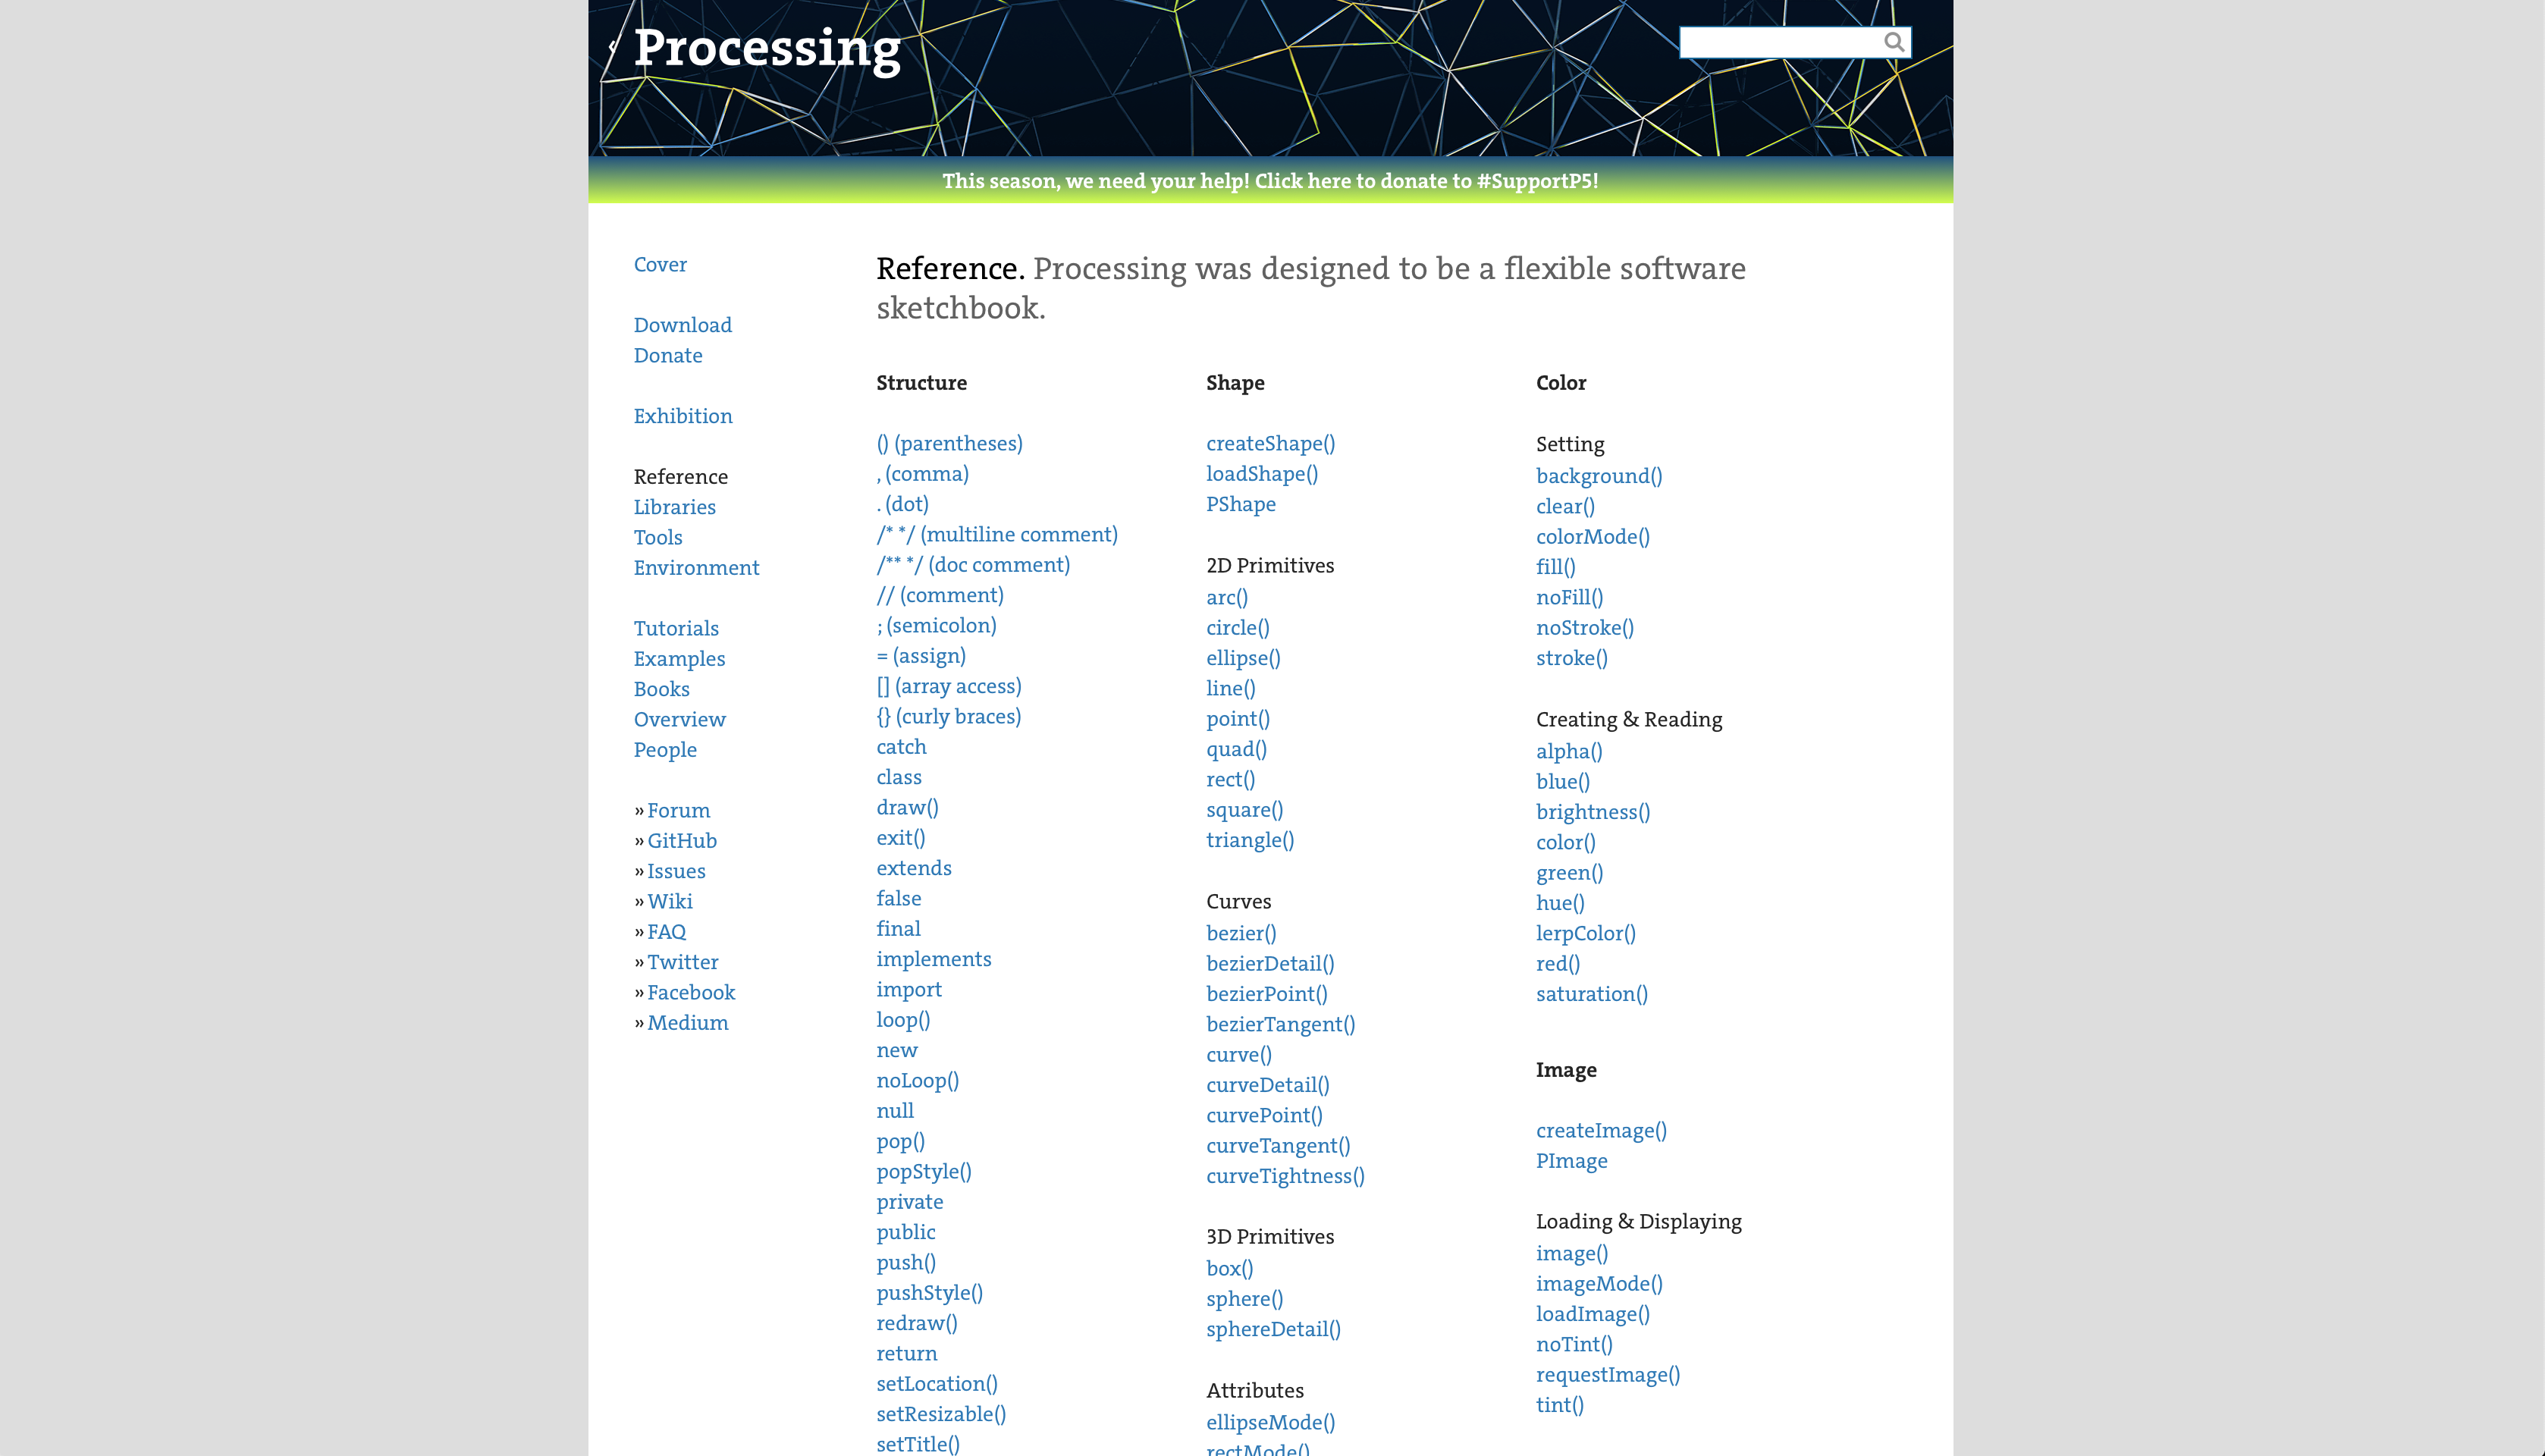 ‹ Processing
This season, we need your help! Click here to donate to #SupportP5!
Cover
Download
Donate
Exhibition
Reference
Libraries
Tools
Environment
Tutorials
Examples
Books
Overview
People
» Forum
» GitHub
» Issues
» Wiki
» FAQ
» Twitter
» Facebook
» Medium
Reference. Processing was designed to be a flexible software
sketchbook.
Structure
() (parentheses)
, (comma)
. (dot)
/* */ (multiline comment)
/** */ (doc comment)
// (comment)
; (semicolon)
= (assign)
[] (array access)
{} (curly braces)
catch
class
draw()
exit()
extends
false
final
implements
import
loop()
new
noLoop()
null
pop()
popStyle()
private
public
push()
pushStyle()
redraw()
return
setLocation()
setResizable()
setTitle()
Shape
createShape()
loadShape()
PShape
2D Primitives
arc()
circle()
ellipse()
line()
point()
quad()
rect()
square()
triangle()
Curves
bezier()
bezierDetail()
bezierPoint()
bezierTangent()
curve()
curveDetail()
curvePoint()
curveTangent()
curveTightness()
3D Primitives
box()
sphere()
sphereDetail()
Attributes
ellipseMode()
rectMode()
Color
Setting
background()
clear()
colorMode()
fill()
noFill()
noStroke()
stroke()
Creating & Reading
alpha()
blue()
brightness()
color()
green()
hue()
lerpColor()
red()
saturation()
Image
createImage()
PImage
Loading & Displaying
image()
imageMode()
loadImage()
noTint()
requestImage()
tint()